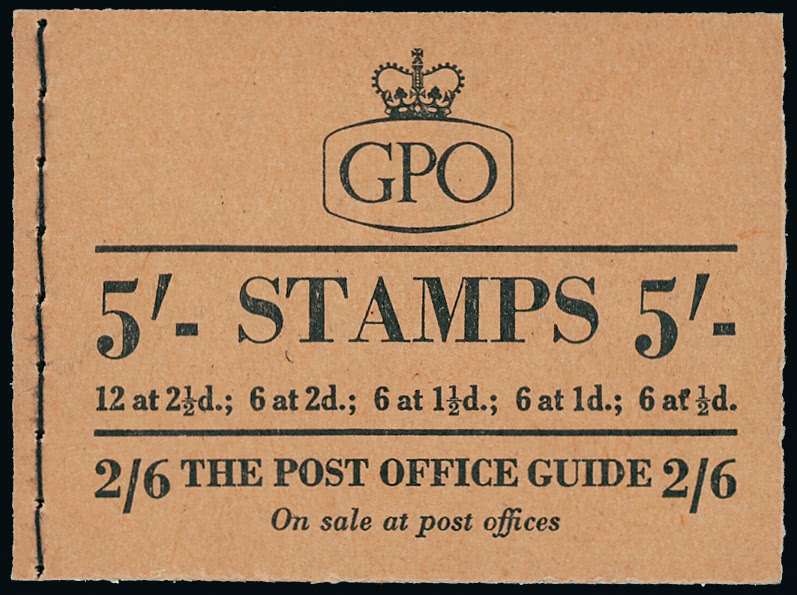 GPO
5/- STAMPS 5/-
12 at 2½d.; 6 at 2d.; 6 at 1½d.; 6 at 1d.; 6 at ½d.
2/6 THE POST OFFICE GUIDE 2/6
On sale at post offices